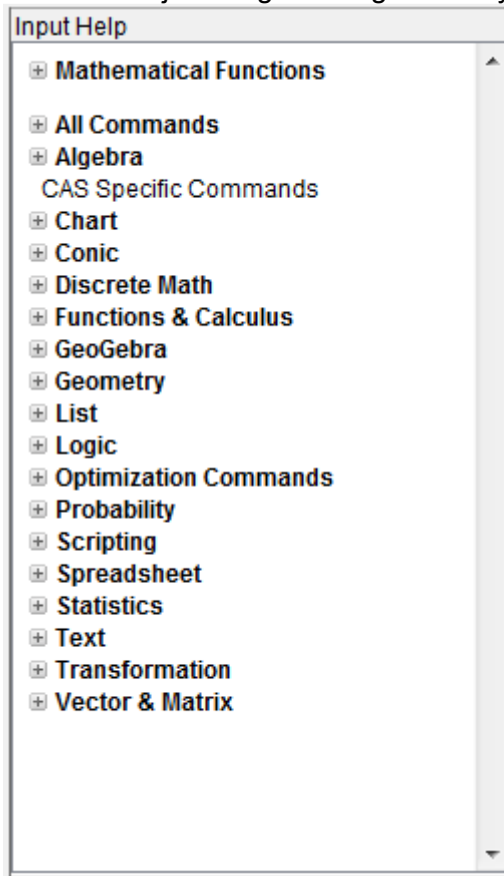 Input Help
Mathematical Functions
All Commands
Algebra
CAS Specific Commands
Chart
Conic
Discrete Math
Functions & Calculus
GeoGebra
Geometry
List
Logic
Optimization Commands
Probability
Scripting
Spreadsheet
Statistics
Text
Transformation
Vector & Matrix